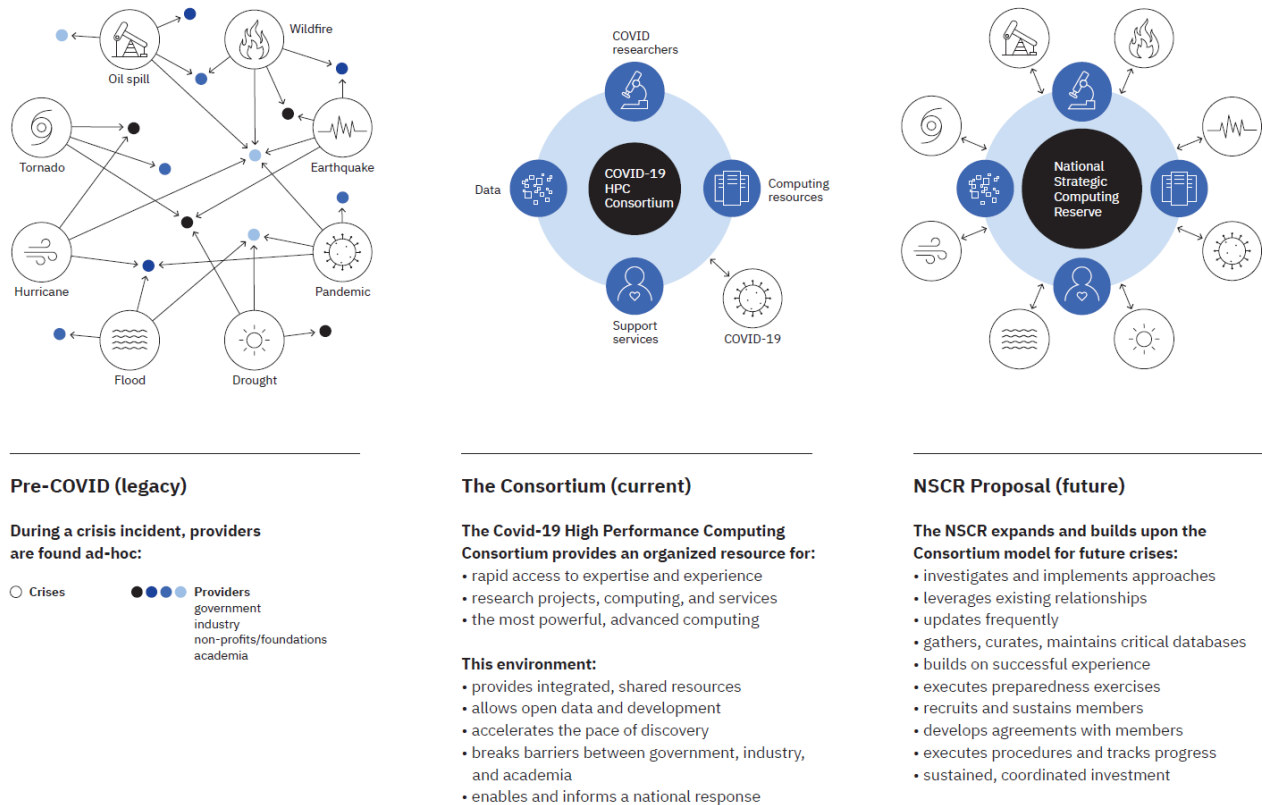 Oil spill
Wildfire
Tornado
Earthquake
Hurricane
Pandemic
Flood
Drought
COVID
researchers
Data
COVID-19
HPC
Consortium
Computing
resources
Support
services
COVID-19
National
Strategic
Computing
Reserve
Pre-COVID (legacy)
During a crisis incident, providers
are found ad-hoc:
Crises
Providers
government
industry
non-profits/foundations
academia
The Consortium (current)
The Covid-19 High Performance Computing
Consortium provides an organized resource for:
• rapid access to expertise and experience
• research projects, computing, and services
• the most powerful, advanced computing
This environment:
• provides integrated, shared resources
• allows open data and development
• accelerates the pace of discovery
• breaks barriers between government, industry,
and academia
• enables and informs a national response
NSCR Proposal (future)
The NSCR expands and builds upon the
Consortium model for future crises:
• investigates and implements approaches
• leverages existing relationships
• updates frequently
• gathers, curates, maintains critical databases
• builds on successful experience
• executes preparedness exercises
• recruits and sustains members
• develops agreements with members
• executes procedures and tracks progress
• sustained, coordinated investment